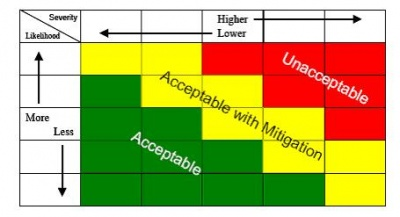 Severity
Likelihood
Higher
Lower
More
Less
Unacceptable
Acceptable with Mitigation
Acceptable